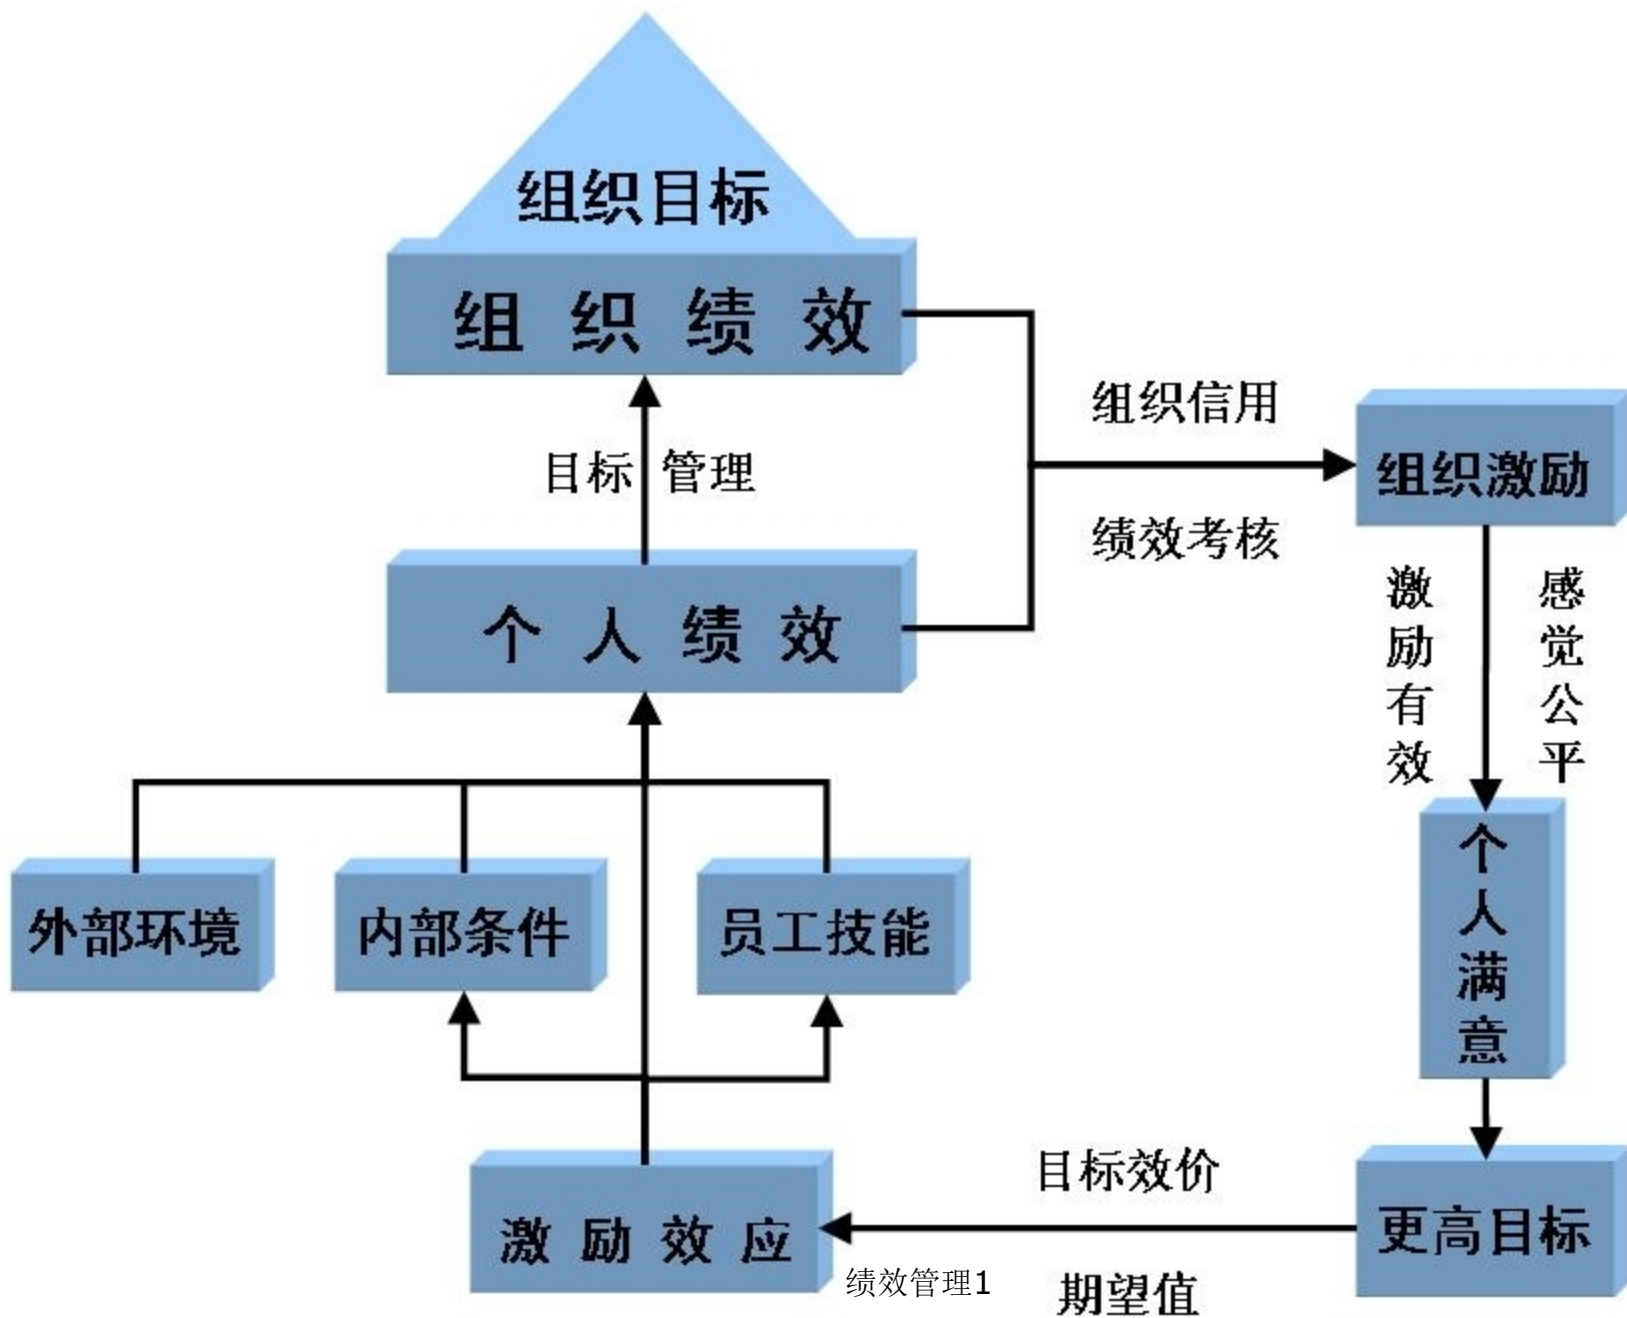 组织目标
组织绩效
组织信用
组织激励
目标 管理
绩效考核
个人绩效
激励有效
感觉公平
外部环境
内部条件
员工技能
个人满意
目标效价
激励效应
更高目标
绩效管理1
期望值